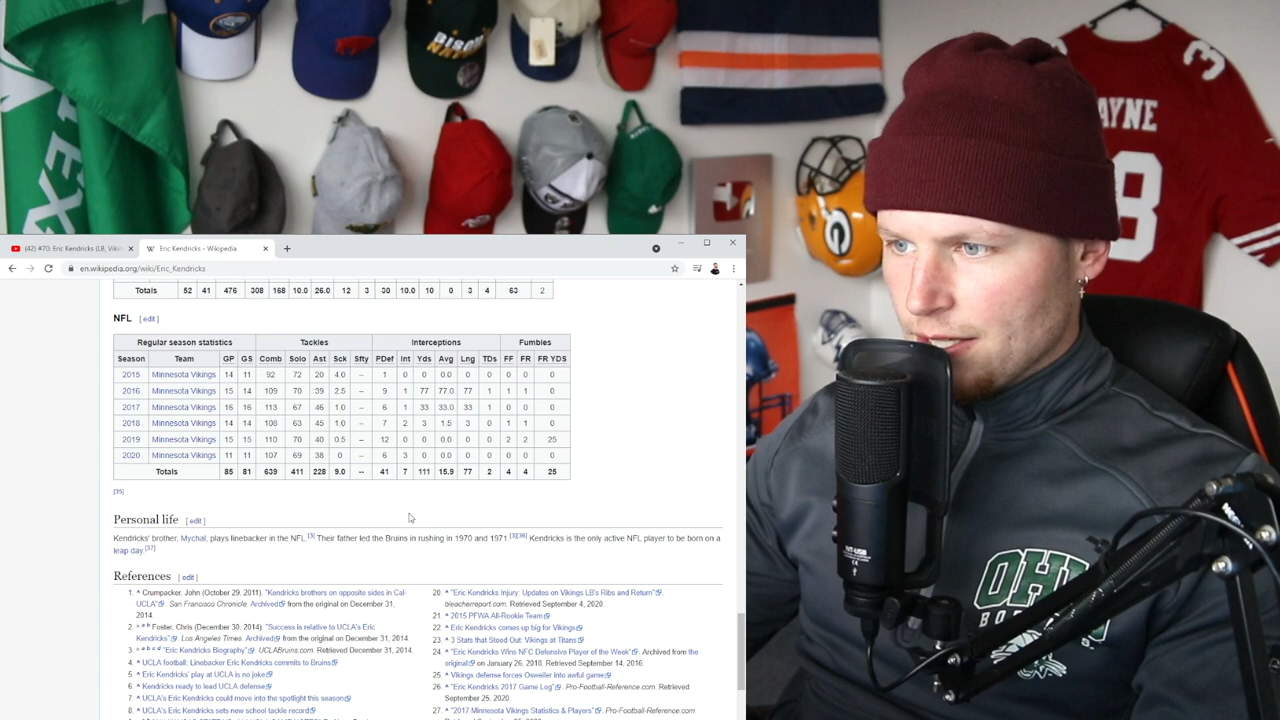 BISON
NATION
TEX
AYNE
3
8
OHI
BOBC
NT-USB
RØDE
(42) #70: Eric Kendricks (LB, Viki
Eric Kendricks - Wikipedia
en.wikipedia.org/wiki/Eric_Kendricks
Totals 52 41 476 308 168 10.0 26.0 12 3 30 10.0 10 0 3 4 63 2
NFL [ edit ]
Regular season statistics Tackles Interceptions Fumbles
Season Team GP GS Comb Solo Ast Sck Sfty PDef Int Yds Avg Lng TDs FF FR FR YDS
2015 Minnesota Vikings 14 11 92 72 20 4.0 -- 1 0 0 0.0 0 0 0 0 0
2016 Minnesota Vikings 15 14 109 70 39 2.5 -- 9 1 77 77.0 77 1 1 1 0
2017 Minnesota Vikings 16 16 113 67 46 1.0 -- 6 1 33 33.0 33 1 0 0 0
2018 Minnesota Vikings 14 14 108 63 45 1.0 -- 7 2 3 1.5 3 0 1 1 0
2019 Minnesota Vikings 15 15 110 70 40 0.5 -- 12 0 0 0.0 0 0 2 2 25
2020 Minnesota Vikings 11 11 107 69 38 0 -- 6 3 0 0.0 0 0 0 0 0
Totals 85 81 639 411 228 9.0 -- 41 7 111 15.9 77 2 4 4 25
[35]
Personal life [ edit ]
Kendricks' brother, Mychal, plays linebacker in the NFL.[3] Their father led the Bruins in rushing in 1970 and 1971.[3][36] Kendricks is the only active NFL player to be born on a
leap day.[37]
References [ edit ]
1. ^ Crumpacker, John (October 29, 2011). "Kendricks brothers on opposite sides in Cal-
UCLA". San Francisco Chronicle. Archived from the original on December 31,
2014.
2. ^ a b Foster, Chris (December 30, 2014). "Success is relative to UCLA's Eric
Kendricks". Los Angeles Times. Archived from the original on December 31, 2014.
3. ^ a b c d "Eric Kendricks Biography". UCLABruins.com. Retrieved December 31, 2014.
4. ^ UCLA football: Linebacker Eric Kendricks commits to Bruins
5. ^ Eric Kendricks' play at UCLA is no joke
6. ^ Kendricks ready to lead UCLA defense
7. ^ UCLA's Eric Kendricks could move into the spotlight this season
8. ^ UCLA's Eric Kendricks sets new school tackle record
20. ^ "Eric Kendricks Injury: Updates on Vikings LB's Ribs and Return".
bleacherreport.com. Retrieved September 4, 2020.
21. ^ 2015 PFWA All-Rookie Team
22. ^ Eric Kendricks comes up big for Vikings
23. ^ 3 Stats that Stood Out: Vikings at Titans
24. ^ "Eric Kendricks Wins NFC Defensive Player of the Week". Archived from the
original on January 26, 2018. Retrieved September 14, 2016.
25. ^ Vikings defense forces Osweiler into awful game
26. ^ "Eric Kendricks 2017 Game Log". Pro-Football-Reference.com. Retrieved
September 25, 2020.
27. ^ "2017 Minnesota Vikings Statistics & Players". Pro-Football-Reference.com.